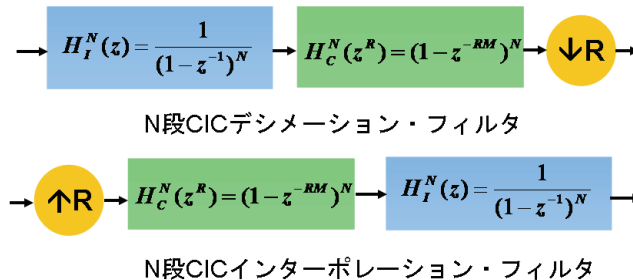 H_I^N(z) = 1/(1-z^{-1})^N H_C^N(z^R) = (1-z^{-RM})^N ↓R
N段CICデシメーション・フィルタ
↑R H_C^N(z^R) = (1-z^{-RM})^N H_I^N(z) = 1/(1-z^{-1})^N
N段CICインターポレーション・フィルタ